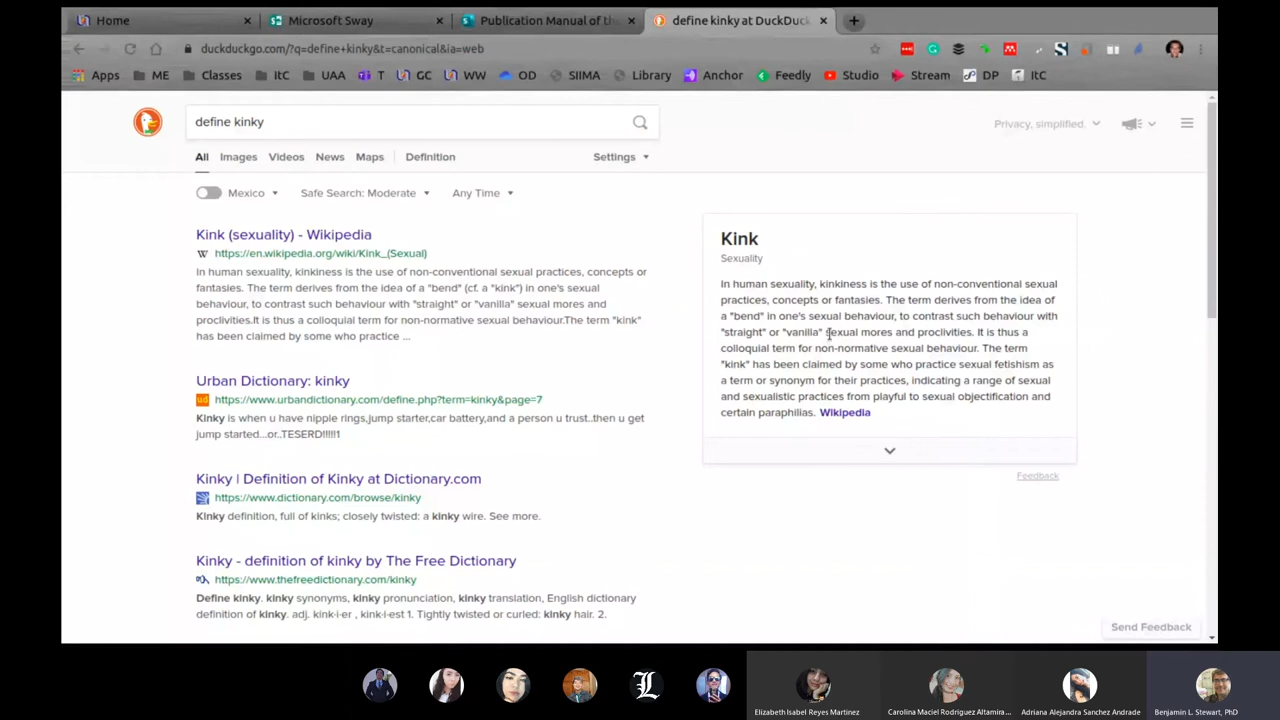 Home
Microsoft Sway
Publication Manual of th
define kinky at DuckDuck
duckduckgo.com/?q=define+kinky&t=canonical&ia=web
Apps ME Classes ItC UAA T GC WW OD SIIMA Library Anchor Feedly Studio Stream DP ItC
define kinky
Privacy, simplified.
All Images Videos News Maps Definition Settings
Mexico Safe Search: Moderate Any Time
Kink (sexuality) - Wikipedia
W https://en.wikipedia.org/wiki/Kink_(Sexual)
In human sexuality, kinkiness is the use of non-conventional sexual practices, concepts or
fantasies. The term derives from the idea of a "bend" (cf. a "kink") in one's sexual
behaviour, to contrast such behaviour with "straight" or "vanilla" sexual mores and
proclivities.It is thus a colloquial term for non-normative sexual behaviour.The term "kink"
has been claimed by some who practice ...
Urban Dictionary: kinky
ud https://www.urbandictionary.com/define.php?term=kinky&page=7
Kinky is when u have nipple rings,jump starter,car battery,and a person u trust..then u get
jump started...or..TESERD!!!!!1
Kinky | Definition of Kinky at Dictionary.com
https://www.dictionary.com/browse/kinky
Kinky definition, full of kinks; closely twisted: a kinky wire. See more.
Kinky - definition of kinky by The Free Dictionary
https://www.thefreedictionary.com/kinky
Define kinky. kinky synonyms, kinky pronunciation, kinky translation, English dictionary
definition of kinky. adj. kink·i·er , kink·i·est 1. Tightly twisted or curled: kinky hair. 2.
Kink
Sexuality
In human sexuality, kinkiness is the use of non-conventional sexual
practices, concepts or fantasies. The term derives from the idea of
a "bend" in one's sexual behaviour, to contrast such behaviour with
"straight" or "vanilla" sexual mores and proclivities. It is thus a
colloquial term for non-normative sexual behaviour. The term
"kink" has been claimed by some who practice sexual fetishism as
a term or synonym for their practices, indicating a range of sexual
and sexualistic practices from playful to sexual objectification and
certain paraphilias. Wikipedia
Feedback
Send Feedback
L
Elizabeth Isabel Reyes Martinez
Carolina Maciel Rodriguez Altamira...
Adriana Alejandra Sanchez Andrade
Benjamin L. Stewart, PhD